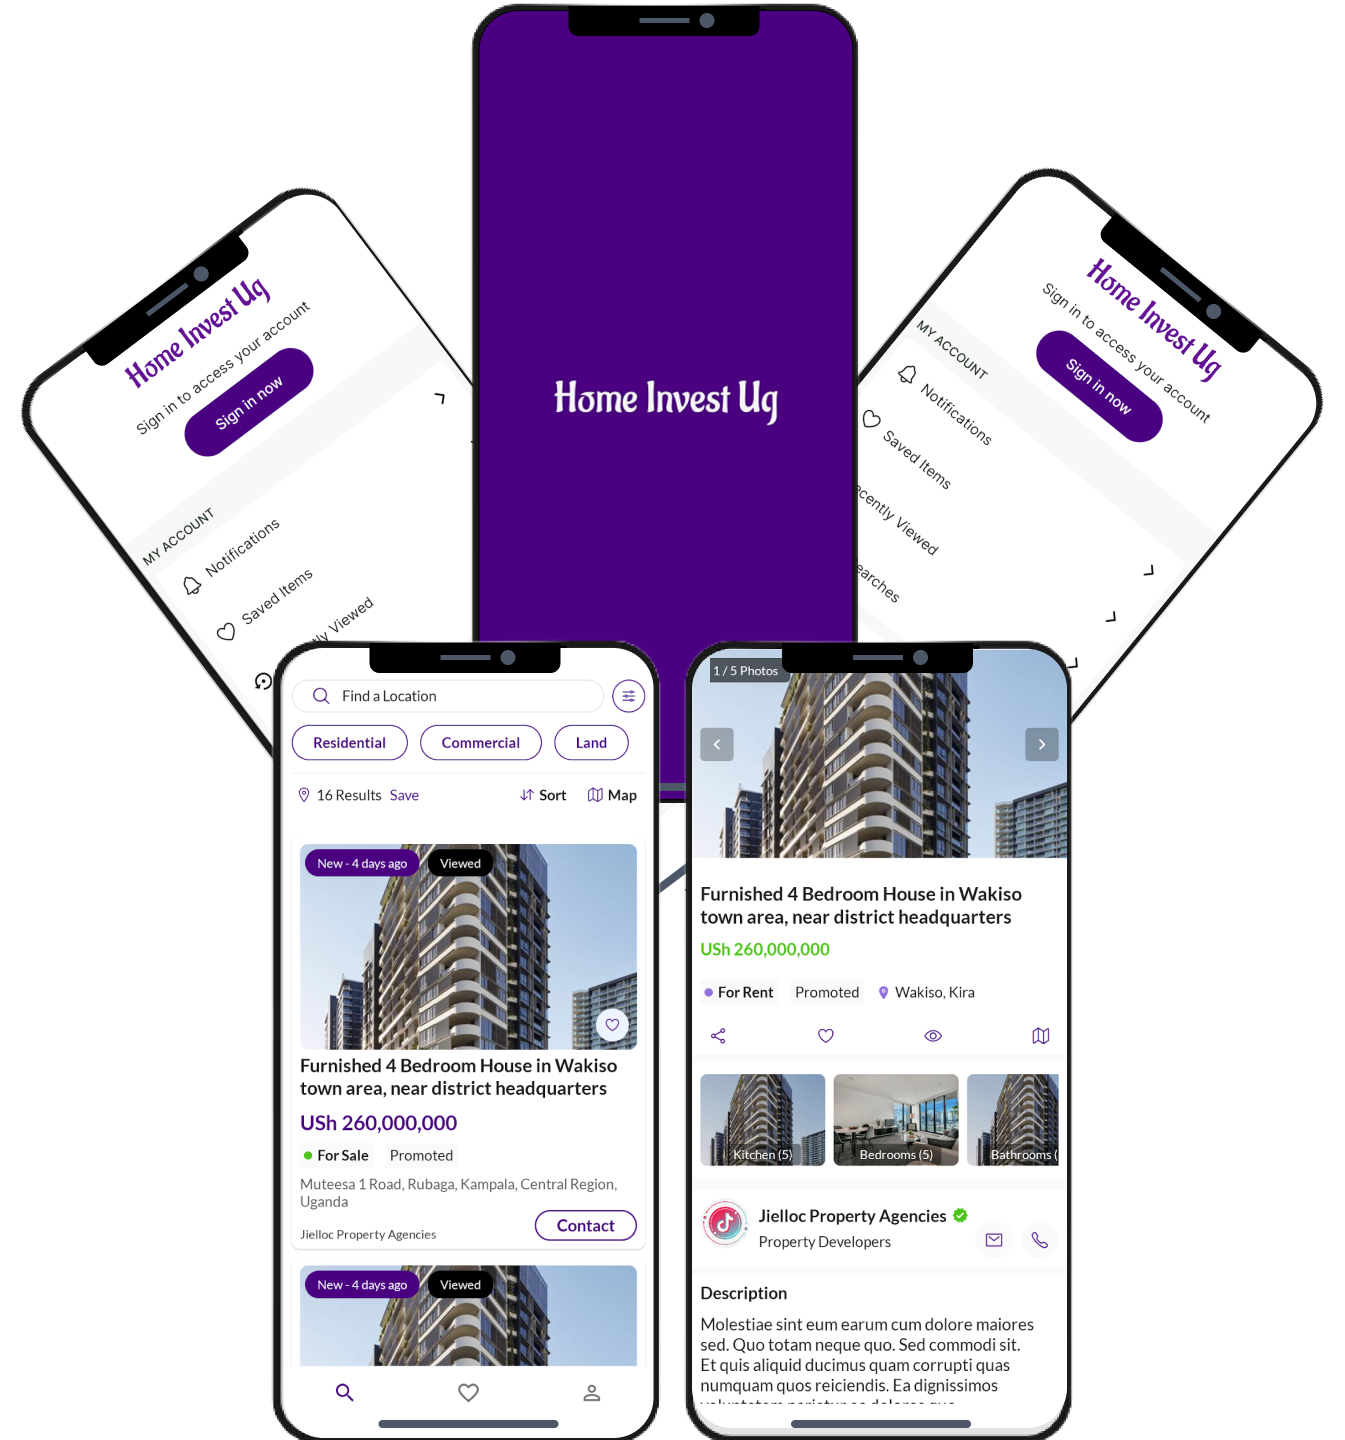 Home Invest Ug
Home Invest Ug
Sign in to access your account
Sign in now
MY ACCOUNT
Notifications
Saved Items
Viewed
Home Invest Ug
Sign in to access your account
Sign in now
MY ACCOUNT
Notifications
Saved Items
Viewed
Find a Location
Residential
Commercial
Land
16 Results Save
Sort
Map
New - 4 days ago
Viewed
Furnished 4 Bedroom House in Wakiso
town area, near district headquarters
USh 260,000,000
For Sale
Promoted
Muteesa 1 Road, Rubaga, Kampala, Central Region,
Uganda
Jielloc Property Agencies
Contact
New - 4 days ago
Viewed
1 / 5 Photos
Furnished 4 Bedroom House in Wakiso
town area, near district headquarters
USh 260,000,000
For Rent
Promoted
Wakiso, Kira
Kitchen (5)
Bedrooms (5)
Bathrooms (
Jielloc Property Agencies
Property Developers
Description
Molestiae sint eum earum cum dolore maiores
sed. Quo totam neque quo. Sed commodi sit.
Et quis aliquid ducimus quam corrupti quas
numquam quos reiciendis. Ea dignissimos